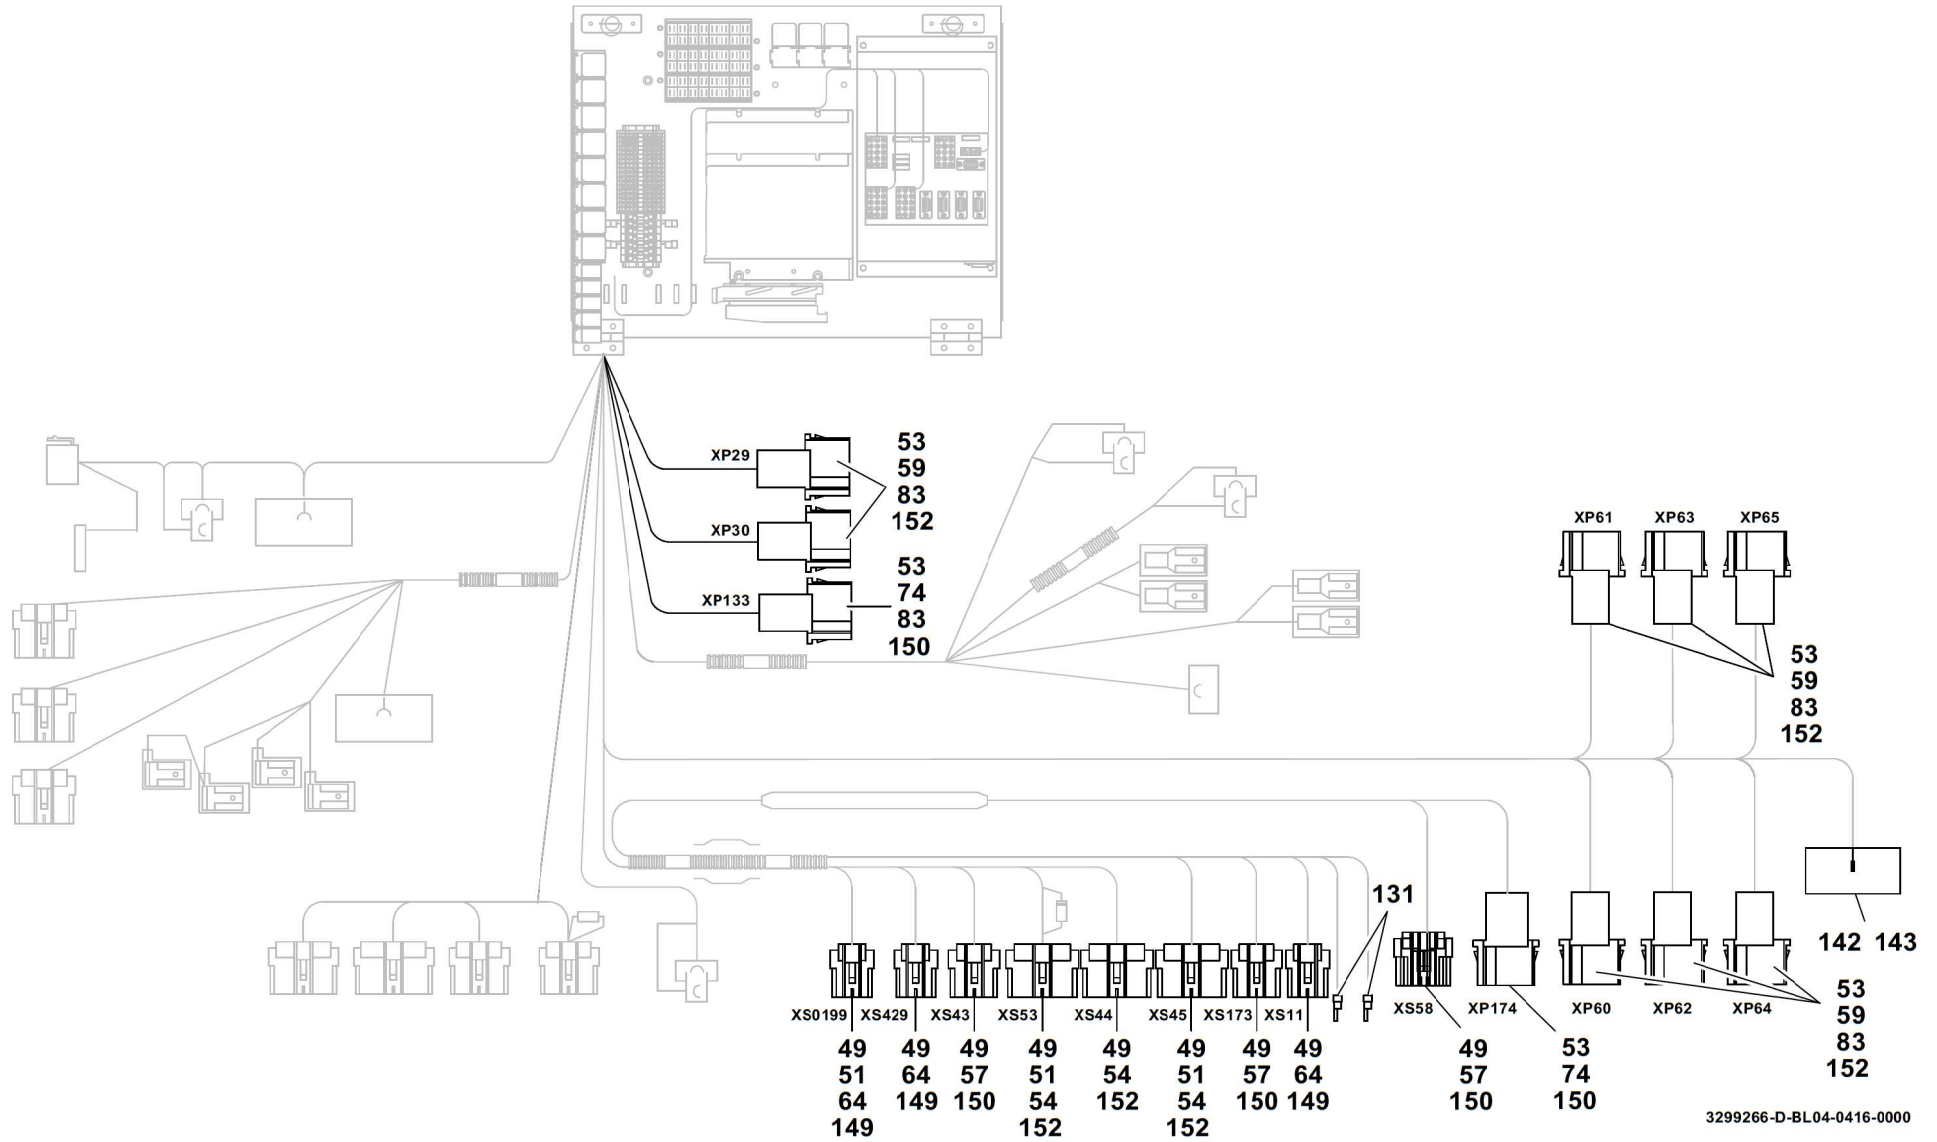 XP29
53
59
83
152
XP30
53
74
83
150
XP133
XP61 XP63 XP65
53
59
83
152
131
142 143
XS0199 XS429 XS43 XS53 XS44 XS45 XS173 XS11
XS58 XP174 XP60 XP62 XP64
53
59
83
152
49 49 49 49 49 49 49 49 49 53
51 64 57 51 54 51 57 64 57 74
64 149 150 54 152 54 150 149 150 150
149 152 152
3299266-D-BL04-0416-0000